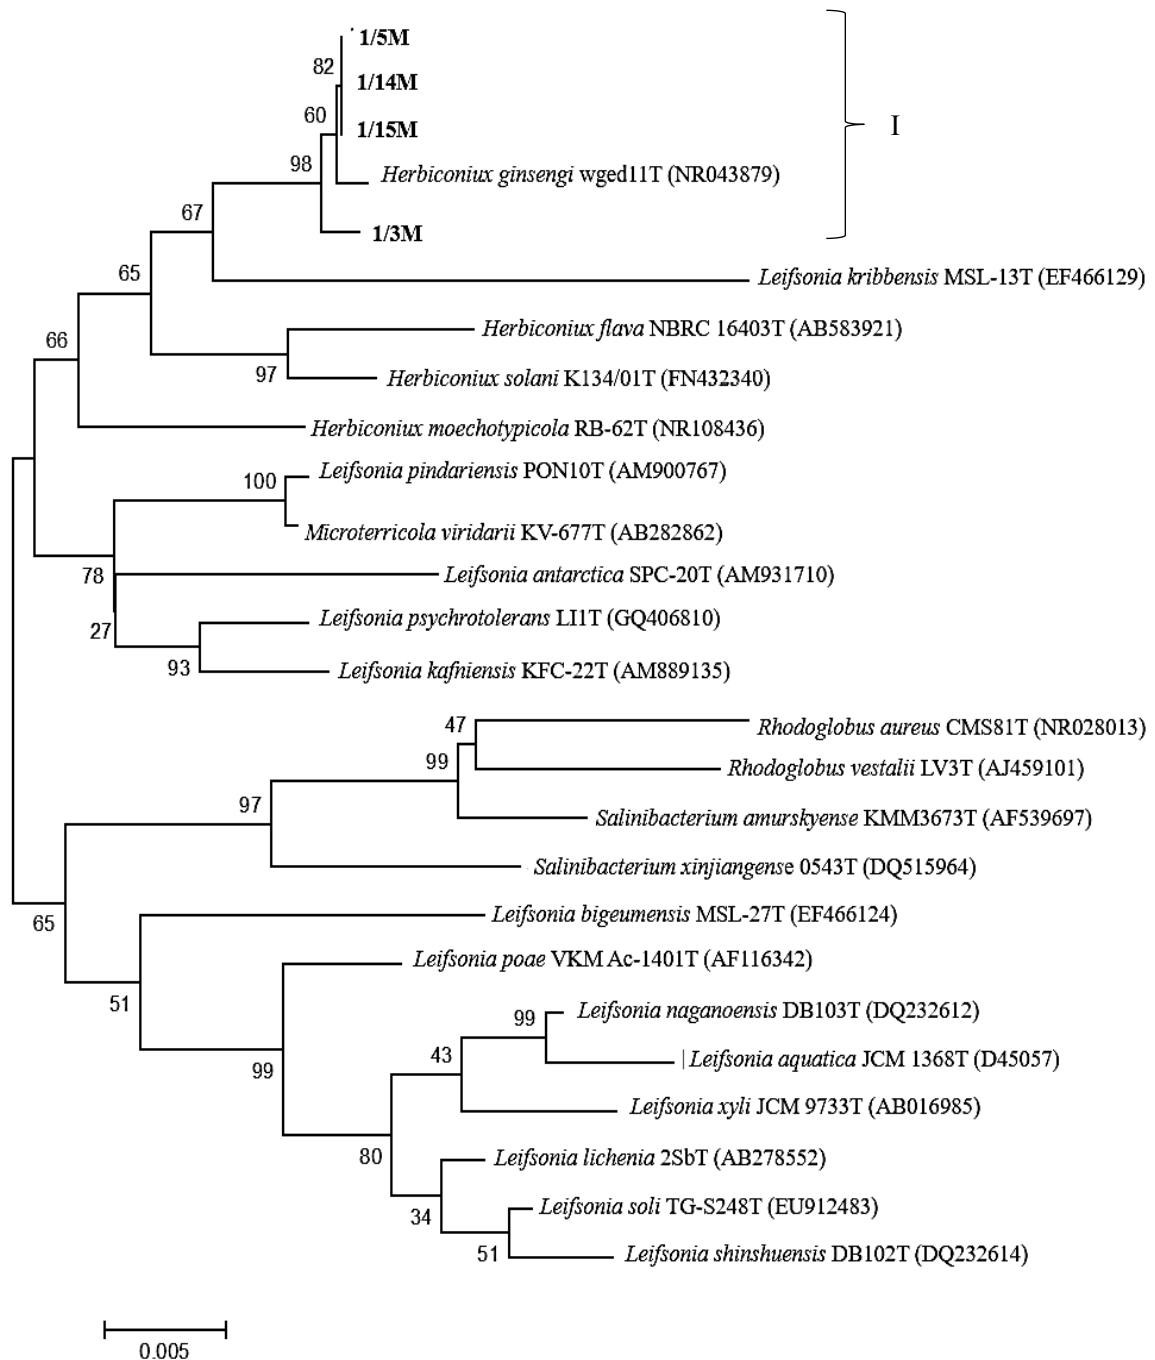 1/5M
82
1/14M
60
1/15M
I
98
Herbiconiux ginsengi wged11T (NR043879)
67
1/3M
65
Leifsonia kribbensis MSL-13T (EF466129)
Herbiconiux flava NBRC 16403T (AB583921)
66
97
Herbiconiux solani K134/01T (FN432340)
Herbiconiux moechotypicola RB-62T (NR108436)
Leifsonia pindariensis PON10T (AM900767)
100
Microterricola viridarii KV-677T (AB282862)
78
Leifsonia antarctica SPC-20T (AM931710)
Leifsonia psychrotolerans LI1T (GQ406810)
27
93
Leifsonia kafniensis KFC-22T (AM889135)
47
Rhodoglobus aureus CMS81T (NR028013)
99
Rhodoglobus vestalii LV3T (AJ459101)
97
Salinibacterium amurskyense KMM3673T (AF539697)
Salinibacterium xinjiangense 0543T (DQ515964)
65
Leifsonia bigeumensis MSL-27T (EF466124)
Leifsonia poae VKM Ac-1401T (AF116342)
51
99
Leifsonia naganoensis DB103T (DQ232612)
43
Leifsonia aquatica JCM 1368T (D45057)
99
Leifsonia xyli JCM 9733T (AB016985)
80
Leifsonia lichenia 2SbT (AB278552)
Leifsonia soli TG-S248T (EU912483)
34
51
Leifsonia shinshuensis DB102T (DQ232614)
0.005